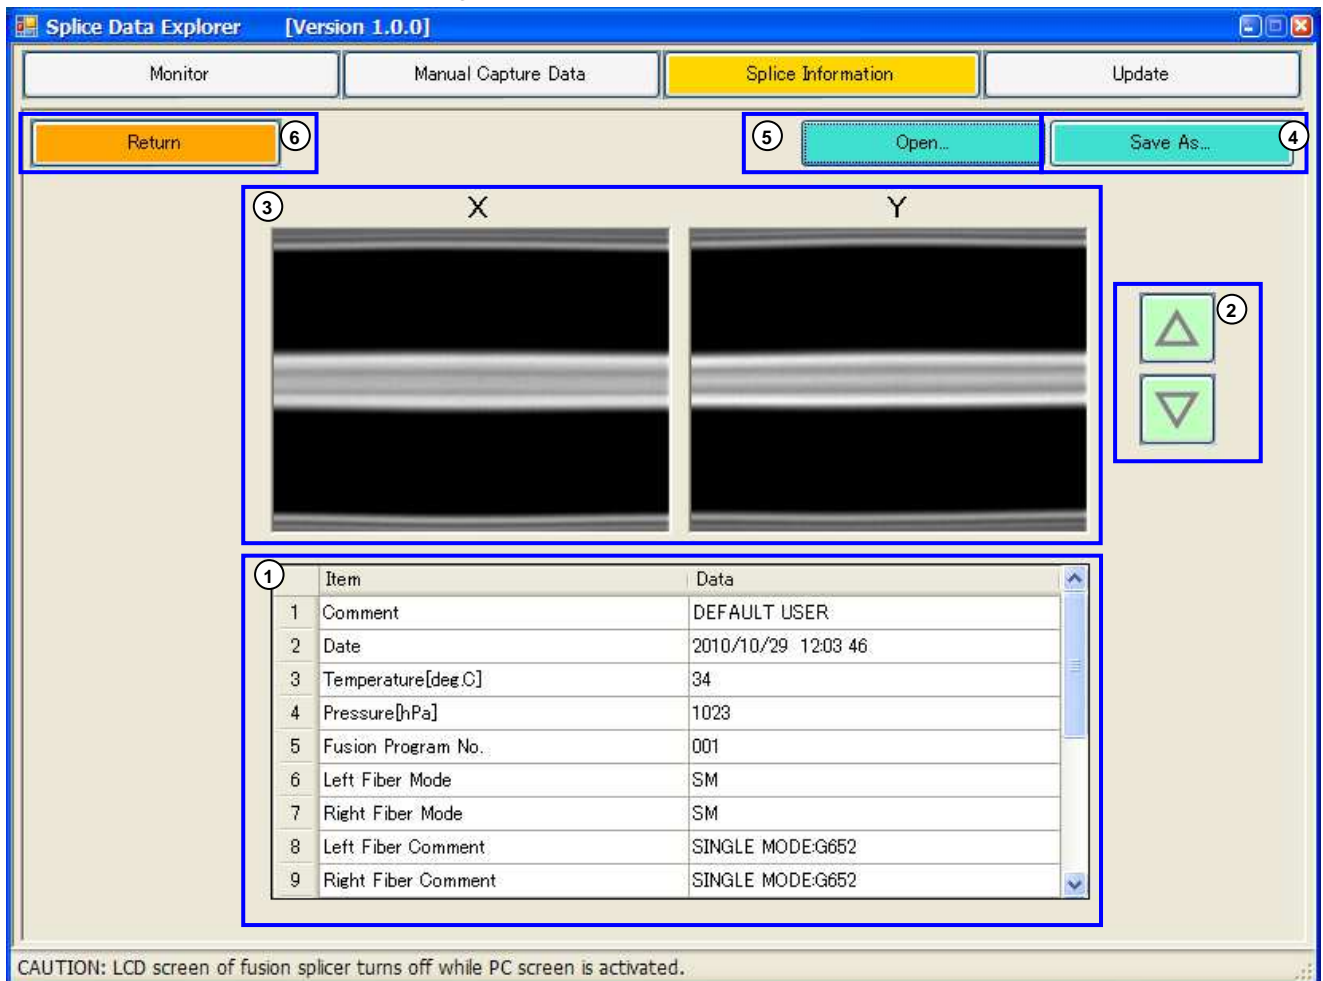 Splice Data Explorer [Version 1.0.0]
Monitor Manual Capture Data Splice Information Update
Return 6 5 Open... Save As... 4
3 X Y
2
1 Item Data
1 Comment DEFAULT USER
2 Date 2010/10/29 12:03 46
3 Temperature[deg.C] 34
4 Pressure[hPa] 1023
5 Fusion Program No. 001
6 Left Fiber Mode SM
7 Right Fiber Mode SM
8 Left Fiber Comment SINGLE MODE:G652
9 Right Fiber Comment SINGLE MODE:G652
CAUTION: LCD screen of fusion splicer turns off while PC screen is activated.